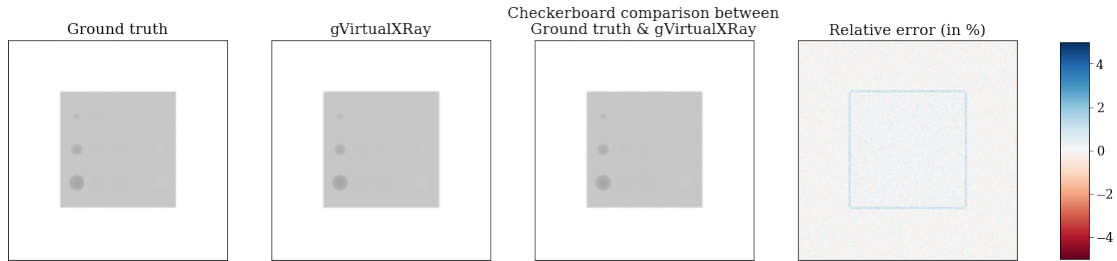 Ground truth
gVirtualXRay
Checkerboard comparison between
Ground truth & gVirtualXRay
Relative error (in %)
4
2
0
−2
−4